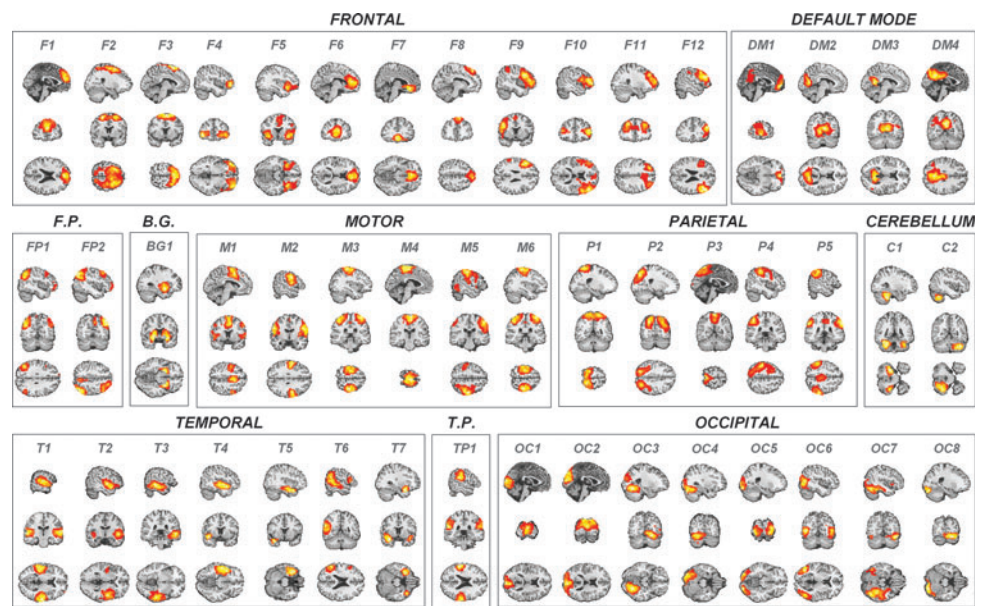 FRONTAL DEFAULT MODE
F1 F2 F3 F4 F5 F6 F7 F8 F9 F10 F11 F12 DM1 DM2 DM3 DM4
F.P. B.G. MOTOR PARIETAL CEREBELLUM
FP1 FP2 BG1 M1 M2 M3 M4 M5 M6 P1 P2 P3 P4 P5 C1 C2
TEMPORAL T.P. OCCIPITAL
T1 T2 T3 T4 T5 T6 T7 TP1 OC1 OC2 OC3 OC4 OC5 OC6 OC7 OC8